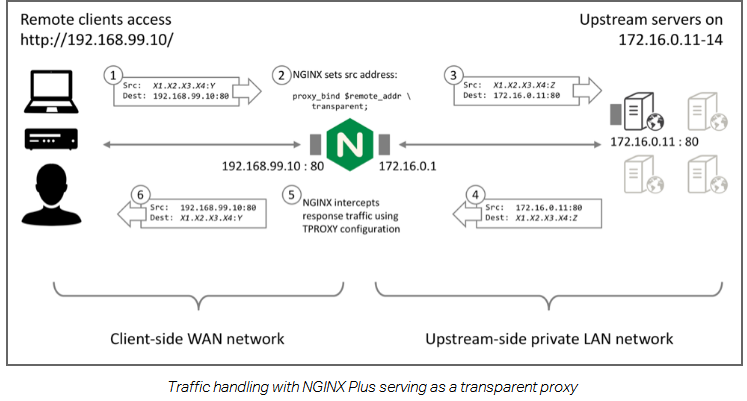 Remote clients access
http://192.168.99.10/
Upstream servers on
172.16.0.11-14
1
Src: X1.X2.X3.X4:Y
Dest: 192.168.99.10:80
2
NGINX sets src address:
proxy_bind $remote_addr \
transparent;
3
Src: X1.X2.X3.X4:Z
Dest: 172.16.0.11:80
N
192.168.99.10 : 80
172.16.0.1
172.16.0.11 : 80
6
Src: 192.168.99.10:80
Dest: X1.X2.X3.X4:Y
5
NGINX intercepts
response traffic using
TPROXY configuration
4
Src: 172.16.0.11:80
Dest: X1.X2.X3.X4:Z
Client-side WAN network
Upstream-side private LAN network
Traffic handling with NGINX Plus serving as a transparent proxy